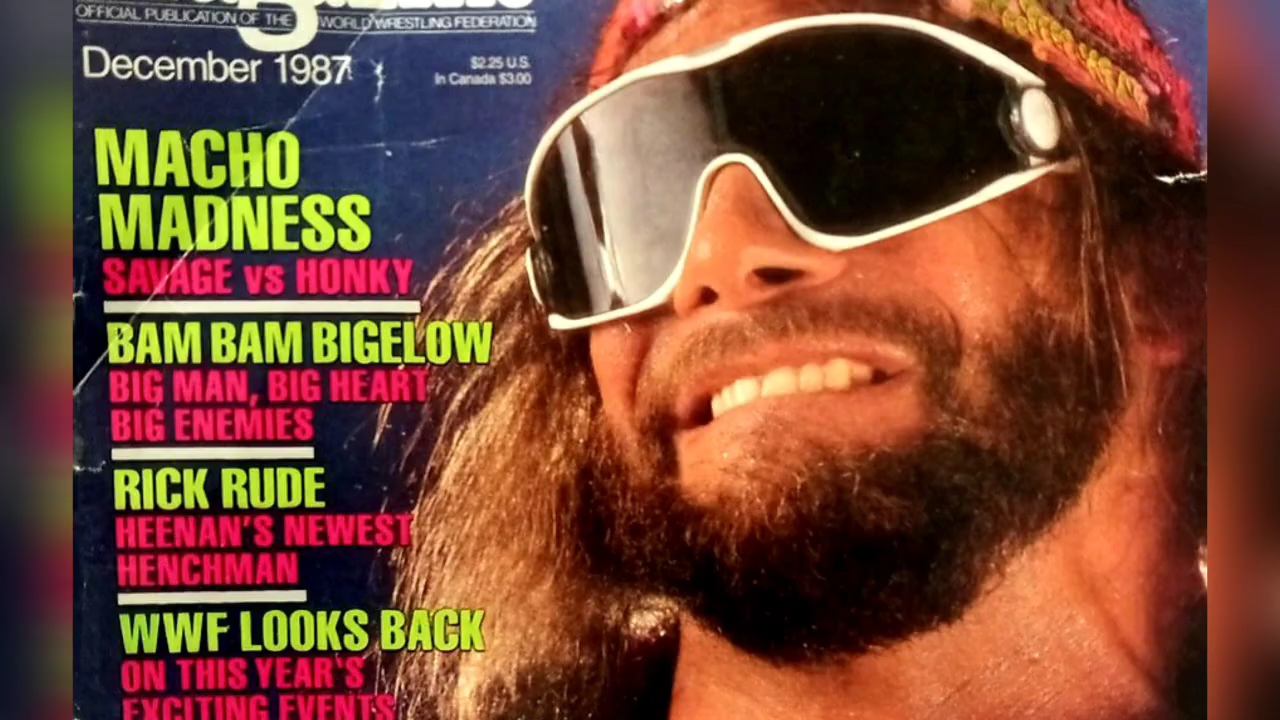 OFFICIAL PUBLICATION OF THE WORLD WRESTLING FEDERATION
December 1987
$2.25 U.S.
In Canada $3.00
MACHO
MADNESS
SAVAGE vs HONKY
BAM BAM BIGELOW
BIG MAN, BIG HEART
BIG ENEMIES
RICK RUDE
HEENAN'S NEWEST
HENCHMAN
WWF LOOKS BACK
ON THIS YEAR'S
EXCITING EVENTS